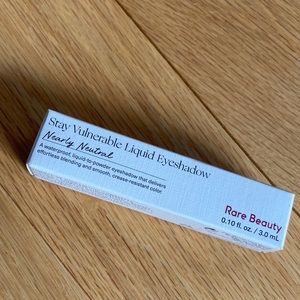 Stay Vulnerable Liquid Eyeshadow
Nearly Neutral
A waterproof, liquid-to-powder eyeshadow that delivers
effortless blending and smooth, crease-resistant color.
Rare Beauty
0.10 fl. oz. / 3.0 mL